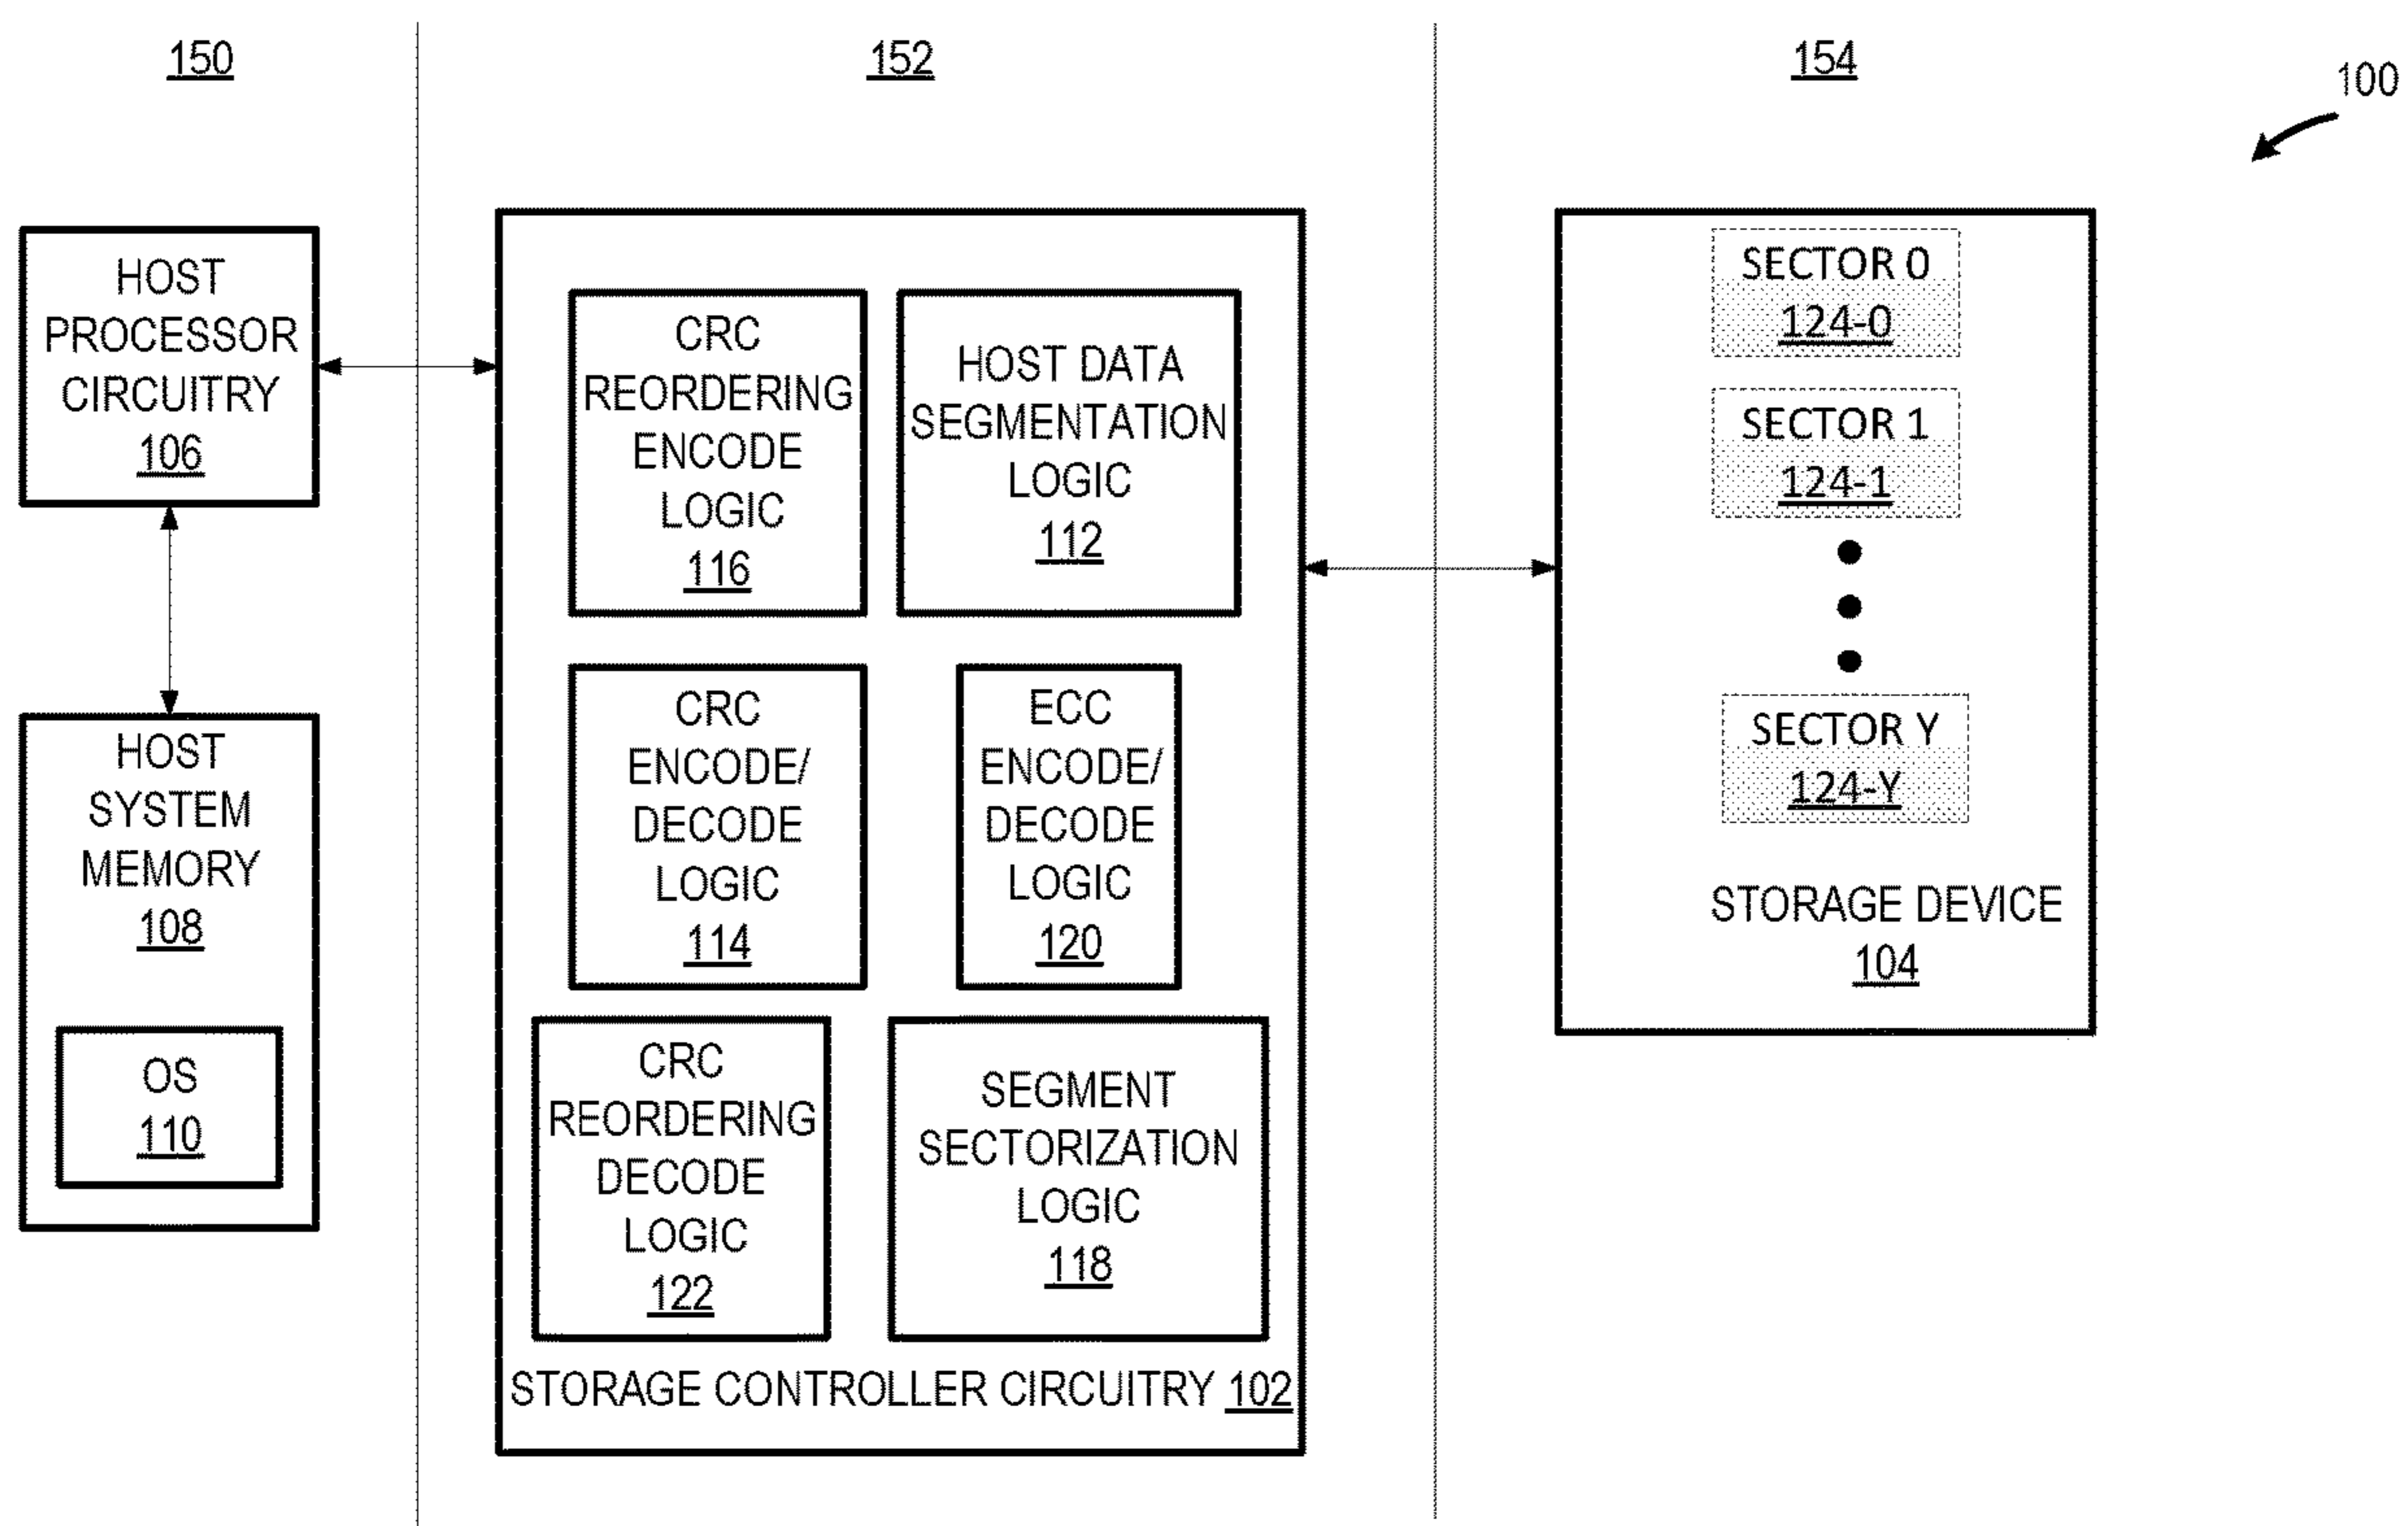 150
152
154
100
HOST
PROCESSOR
CIRCUITRY
106
HOST
SYSTEM
MEMORY
108
OS
110
CRC
REORDERING
ENCODE
LOGIC
116
HOST DATA
SEGMENTATION
LOGIC
112
CRC
ENCODE/
DECODE
LOGIC
114
ECC
ENCODE/
DECODE
LOGIC
120
CRC
REORDERING
DECODE
LOGIC
122
SEGMENT
SECTORIZATION
LOGIC
118
STORAGE CONTROLLER CIRCUITRY 102
SECTOR 0
124-0
SECTOR 1
124-1
SECTOR Y
124-Y
STORAGE DEVICE
104